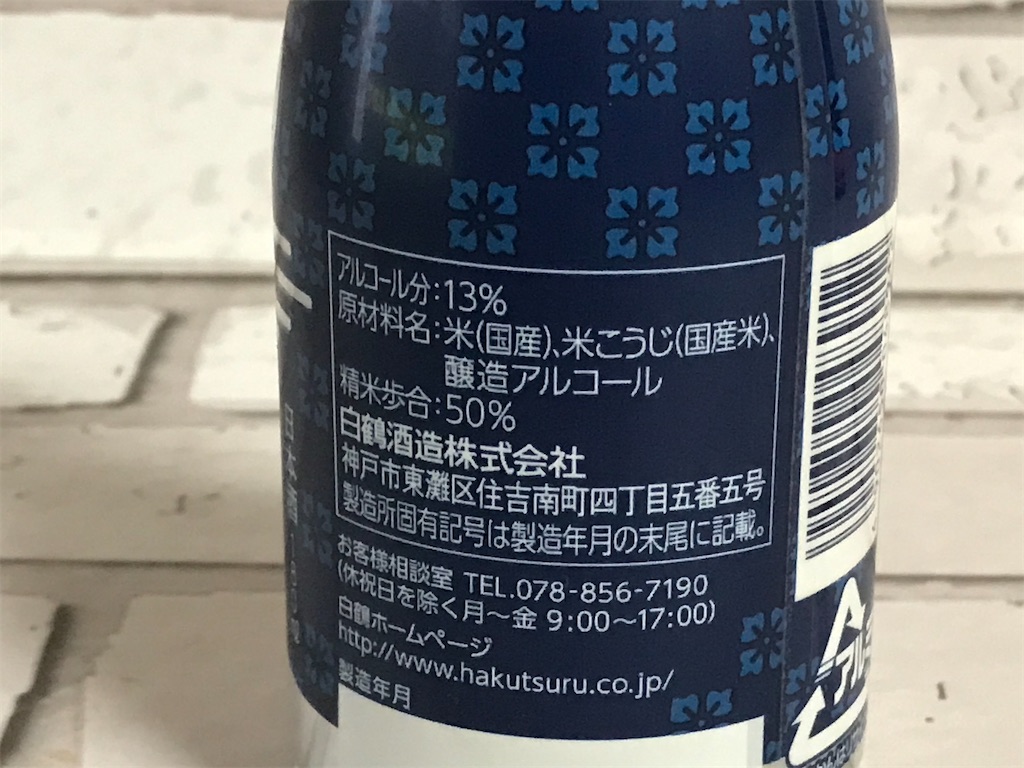 アルコール分:13%
原材料名:米(国産)、米こうじ(国産米)、
醸造アルコール
精米歩合:50%
白鶴酒造株式会社
神戸市東灘区住吉南町四丁目五番五号
製造所固有記号は製造年月の末尾に記載。
お客様相談室 TEL.078-856-7190
(休祝日を除く月〜金 9:00〜17:00)
白鶴ホームページ
http://www.hakutsuru.co.jp/
製造年月
日本酒
アル